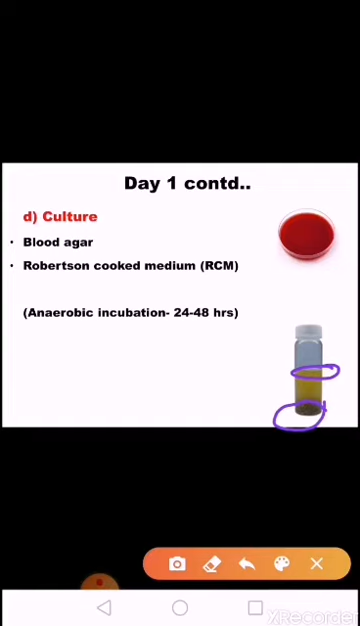 Day 1 contd..
d) Culture
• Blood agar
• Robertson cooked medium (RCM)
(Anaerobic incubation- 24-48 hrs)
XRecorder